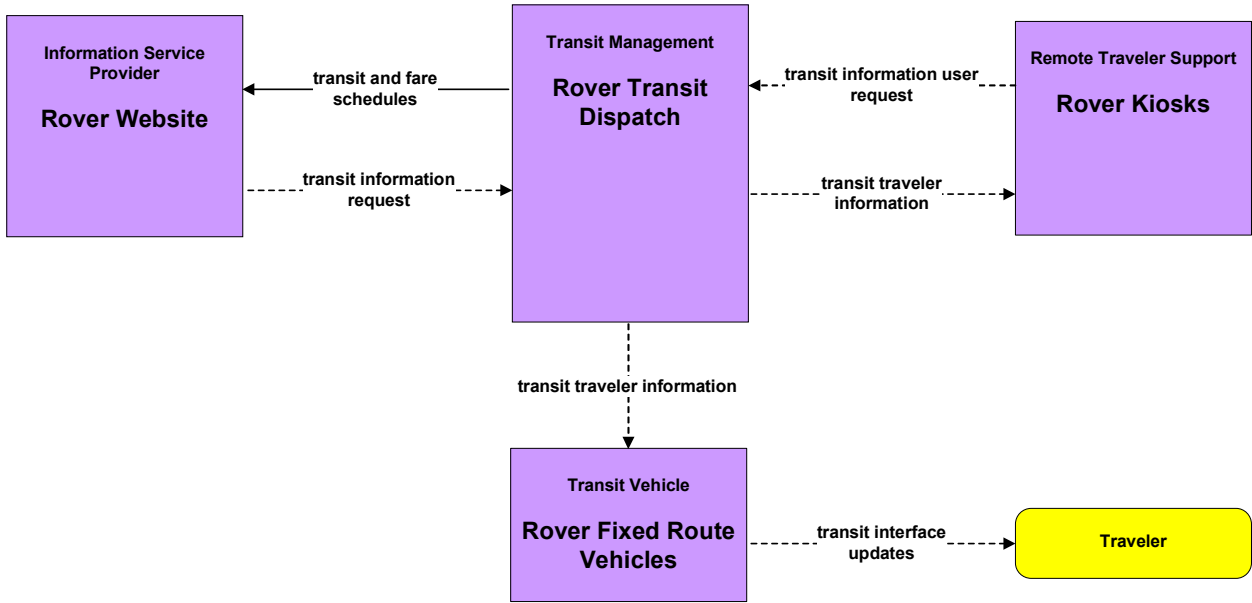 Information Service
Provider
Rover Website
transit and fare
schedules
transit information
request
Transit Management
Rover Transit
Dispatch
transit information user
request
transit traveler
information
Remote Traveler Support
Rover Kiosks
transit traveler information
Transit Vehicle
Rover Fixed Route
Vehicles
transit interface
updates
Traveler